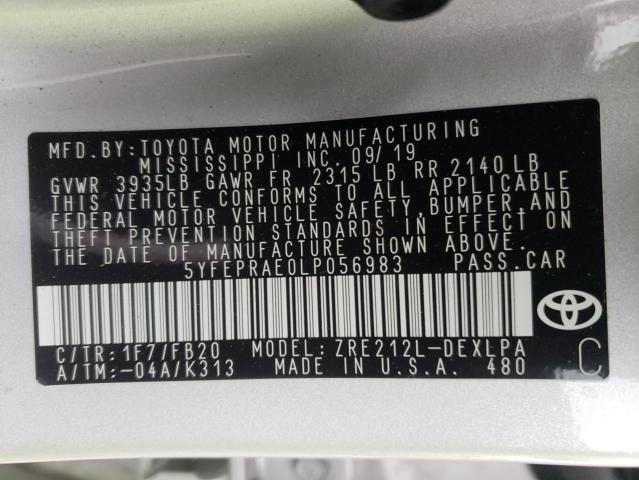 MFD.BY:TOYOTA MOTOR MANUFACTURING
MISSISSIPPI INC. 09/19
GVWR 3935LB GAWR FR 2315 LB RR 2140LB
THIS VEHICLE CONFORMS TO ALL APPLICABLE
FEDERAL MOTOR VEHICLE SAFETY,BUMPER,AND
THEFT PREVENTION STANDARDS IN EFFECT ON
THE DATE OF MANUFACTURE SHOWN ABOVE.
5YFEPRAE0LP056983 PASS.CAR
C/TR:1F7/FB20 MODEL:ZRE212L-DEXLPA
A/TM:-04A/K313 MADE IN U.S.A. 480
C